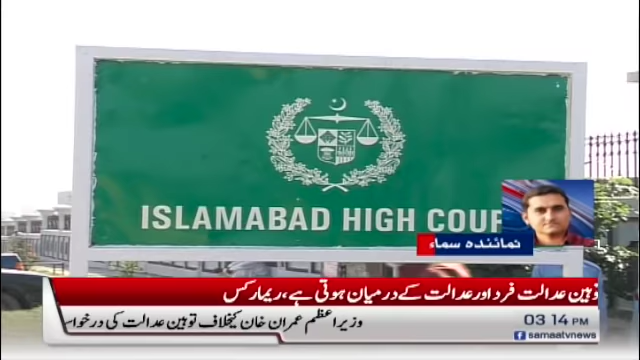 ISLAMABAD HIGH COUR
نمائندہ سماء
توہین عدالت فرد اور عدالت کے درمیان ہوتی ہے، ریمارکس
وزیراعظم عمران خان کیخلاف توہین عدالت کی درخواس
03:14 PM
samaatvnews